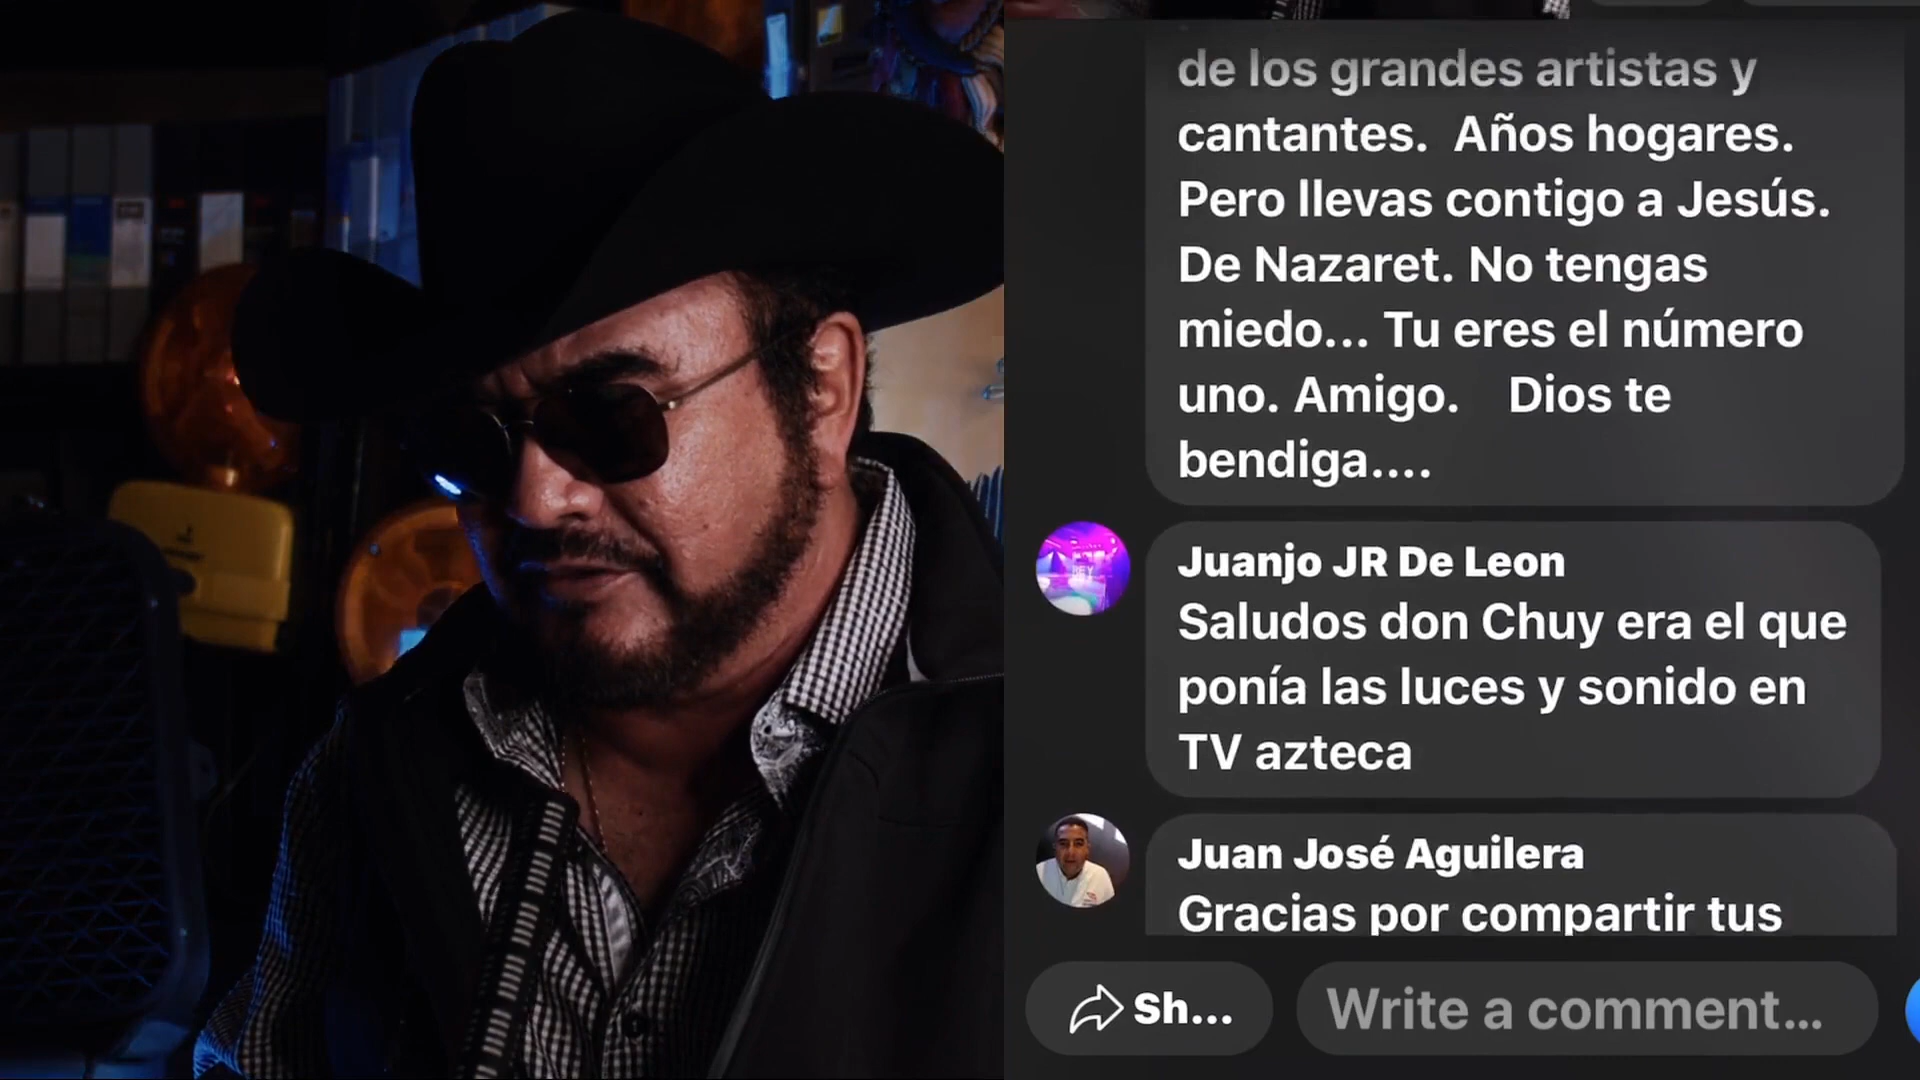 de los grandes artistas y
cantantes.  Años hogares.
Pero llevas contigo a Jesús.
De Nazaret. No tengas
miedo... Tu eres el número
uno. Amigo.    Dios te
bendiga....
Juanjo JR De Leon
Saludos don Chuy era el que
ponía las luces y sonido en
TV azteca
Juan José Aguilera
Gracias por compartir tus
Sh...
Write a comment...